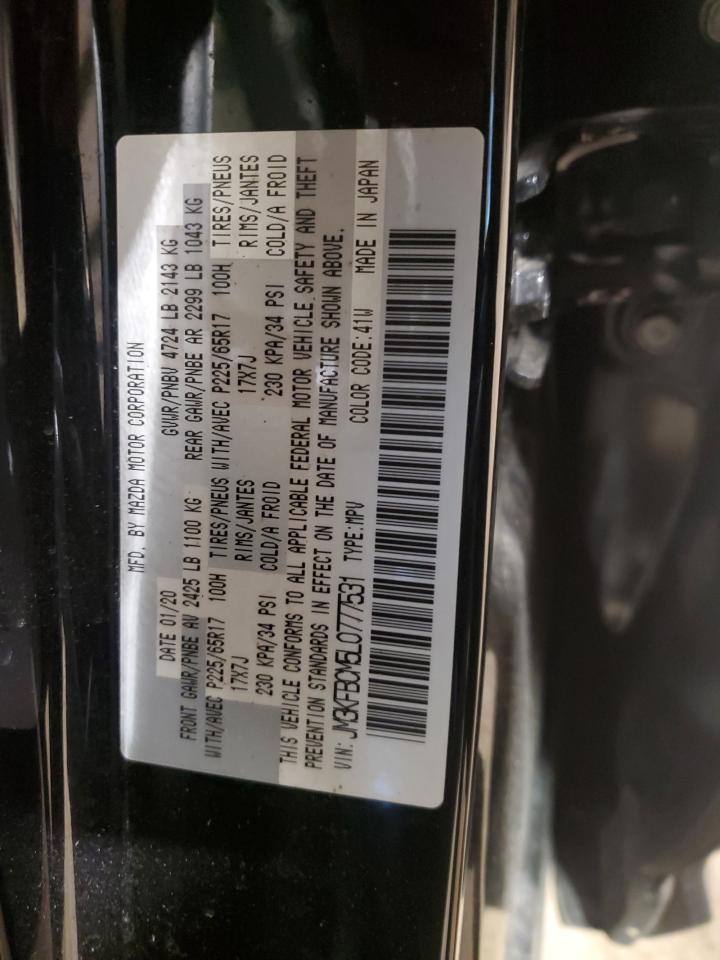 MFD. BY MAZDA MOTOR CORPORATION
DATE 01/20 GVWR/PNBV 4724 LB 2143 KG
FRONT GAWR/PNBE AV 2425 LB 1100 KG REAR GAWR/PNBE AR 2299 LB 1043 KG
WITH/AVEC P225/65R17 100H TIRES/PNEUS WITH/AVEC P225/65R17 100H TIRES/PNEUS
17X7J RIMS/JANTES 17X7J RIMS/JANTES
230 KPA/34 PSI COLD/A FROID 230 KPA/34 PSI COLD/A FROID
THIS VEHICLE CONFORMS TO ALL APPLICABLE FEDERAL MOTOR VEHICLE SAFETY AND THEFT
PREVENTION STANDARDS IN EFFECT ON THE DATE OF MANUFACTURE SHOWN ABOVE.
VIN: JM3KFBCM5L0777531 TYPE:MPV COLOR CODE:41W MADE IN JAPAN